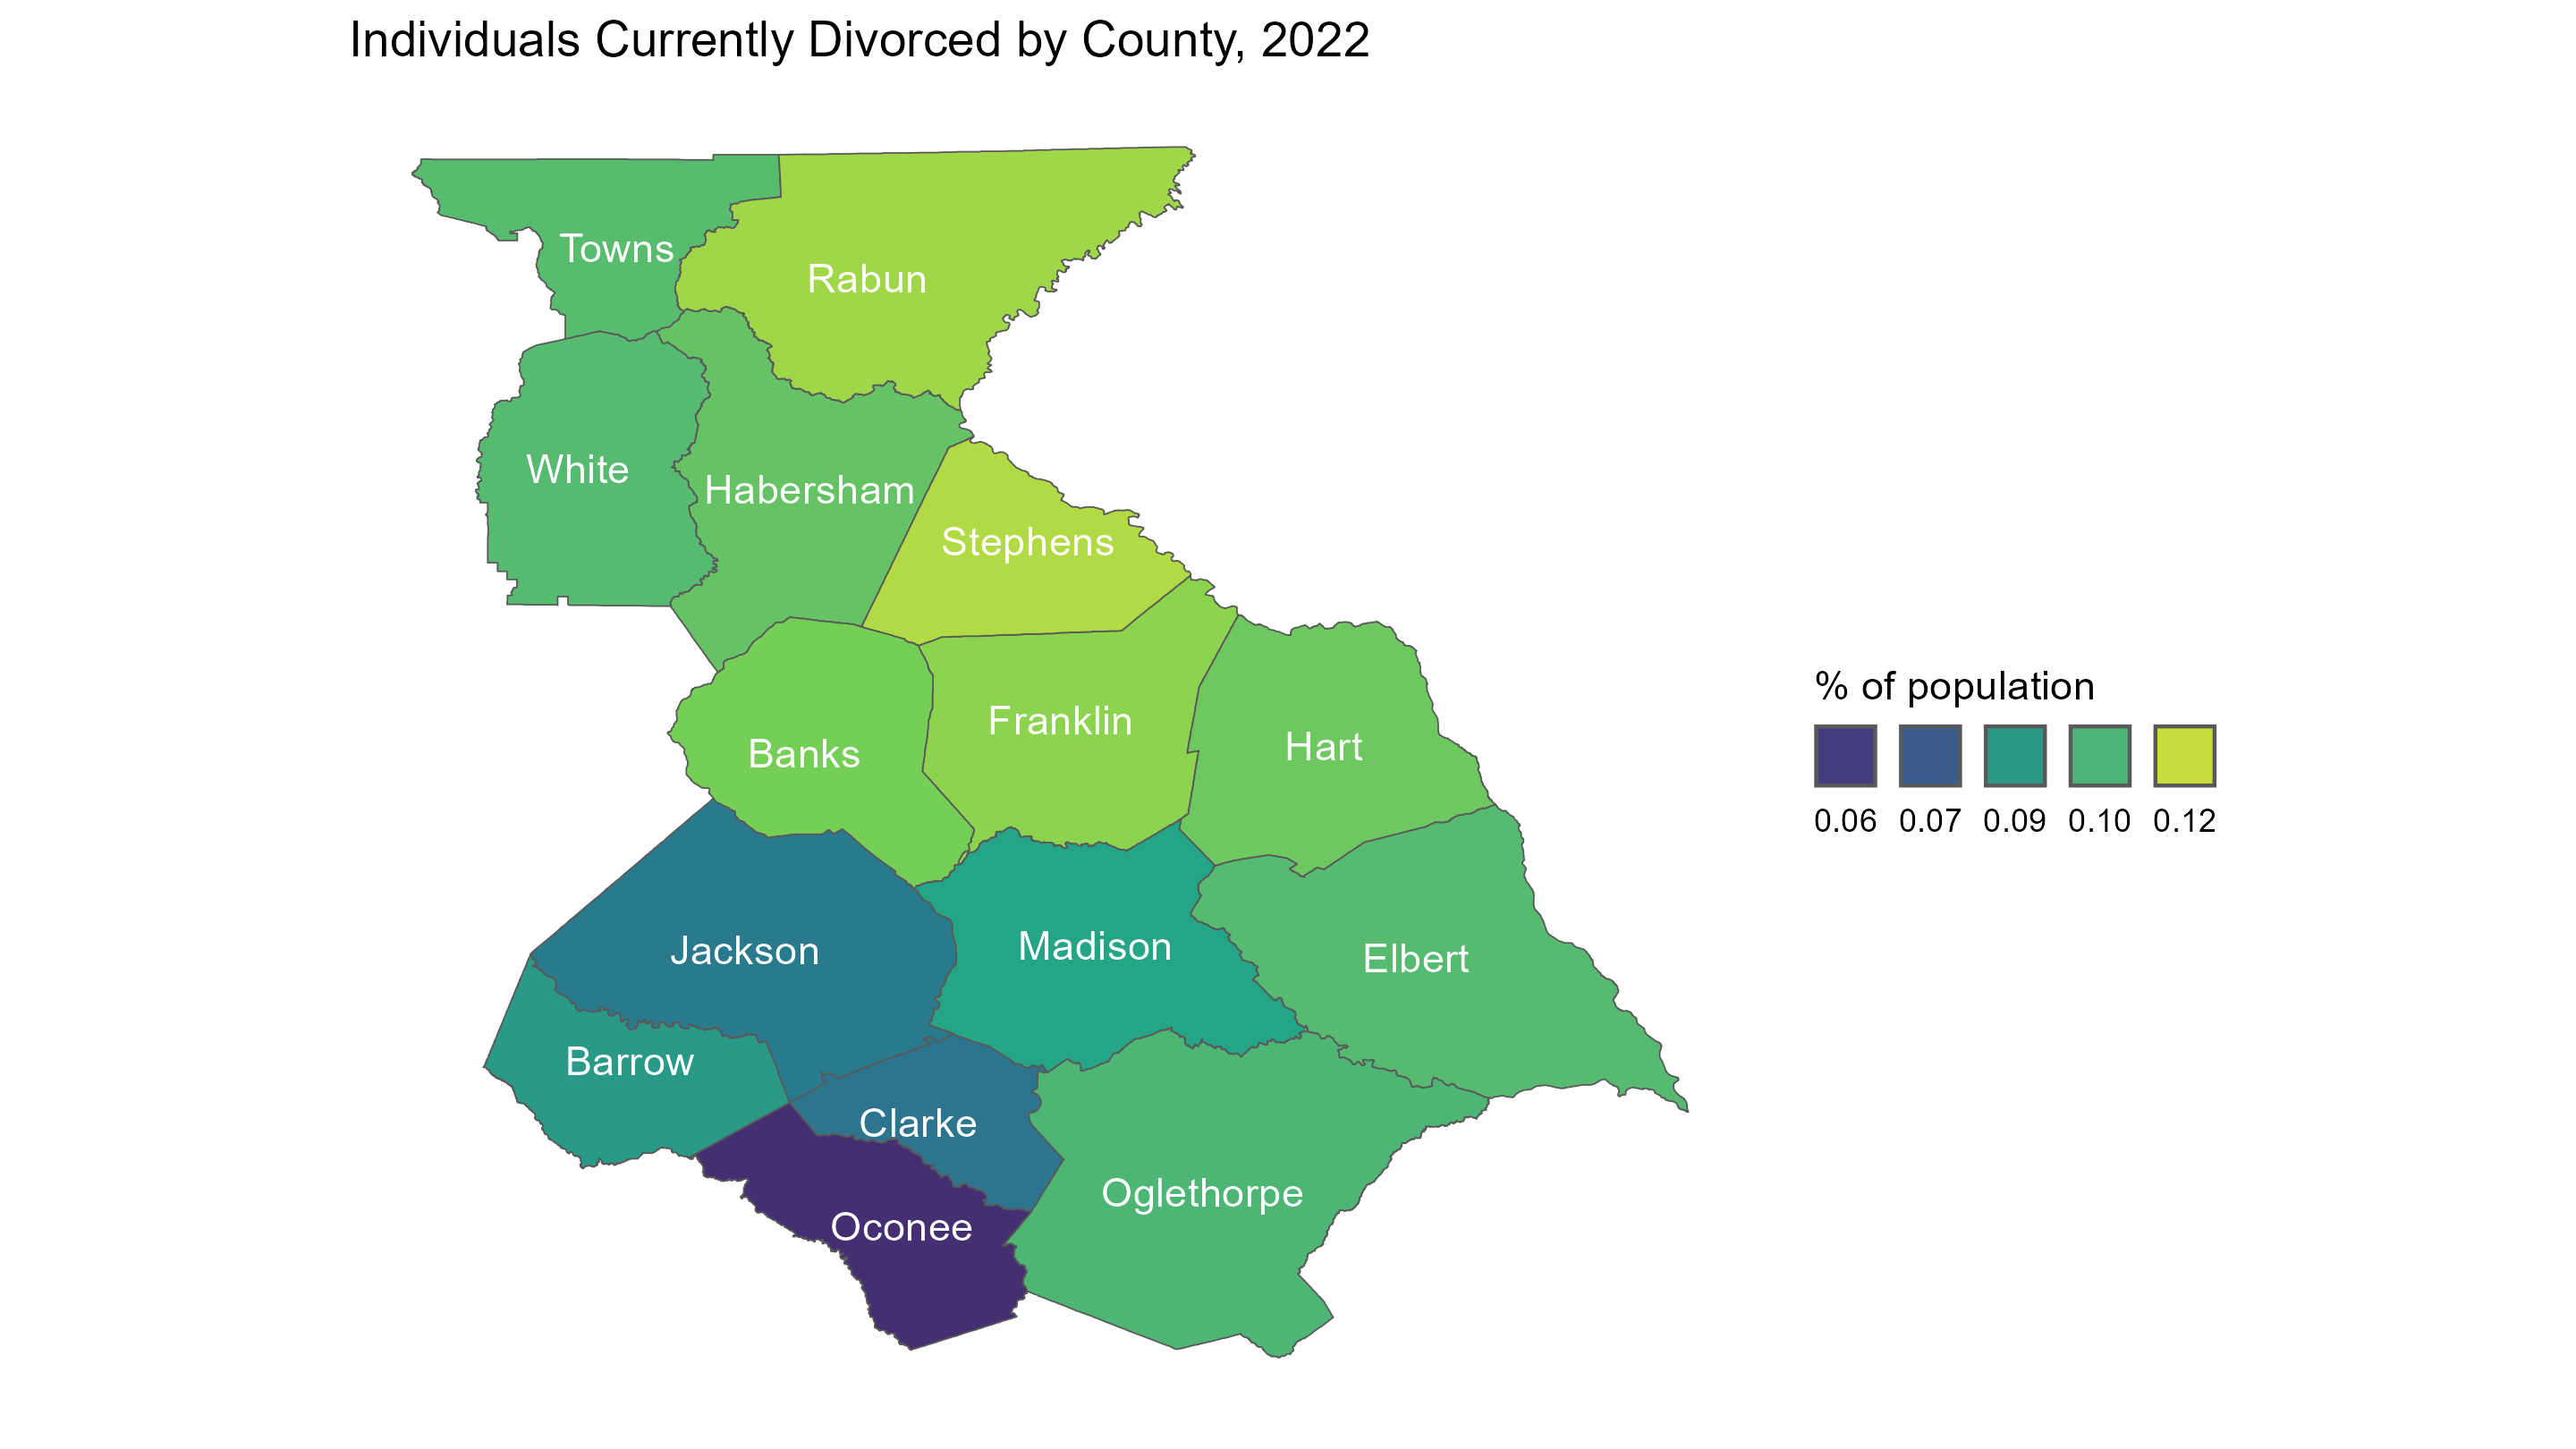 Individuals Currently Divorced by County, 2022
Towns
Rabun
White
Habersham
Stephens
Franklin
Hart
Banks
Jackson
Madison
Elbert
Barrow
Clarke
Oglethorpe
Oconee
% of population
0.06 0.07 0.09 0.10 0.12